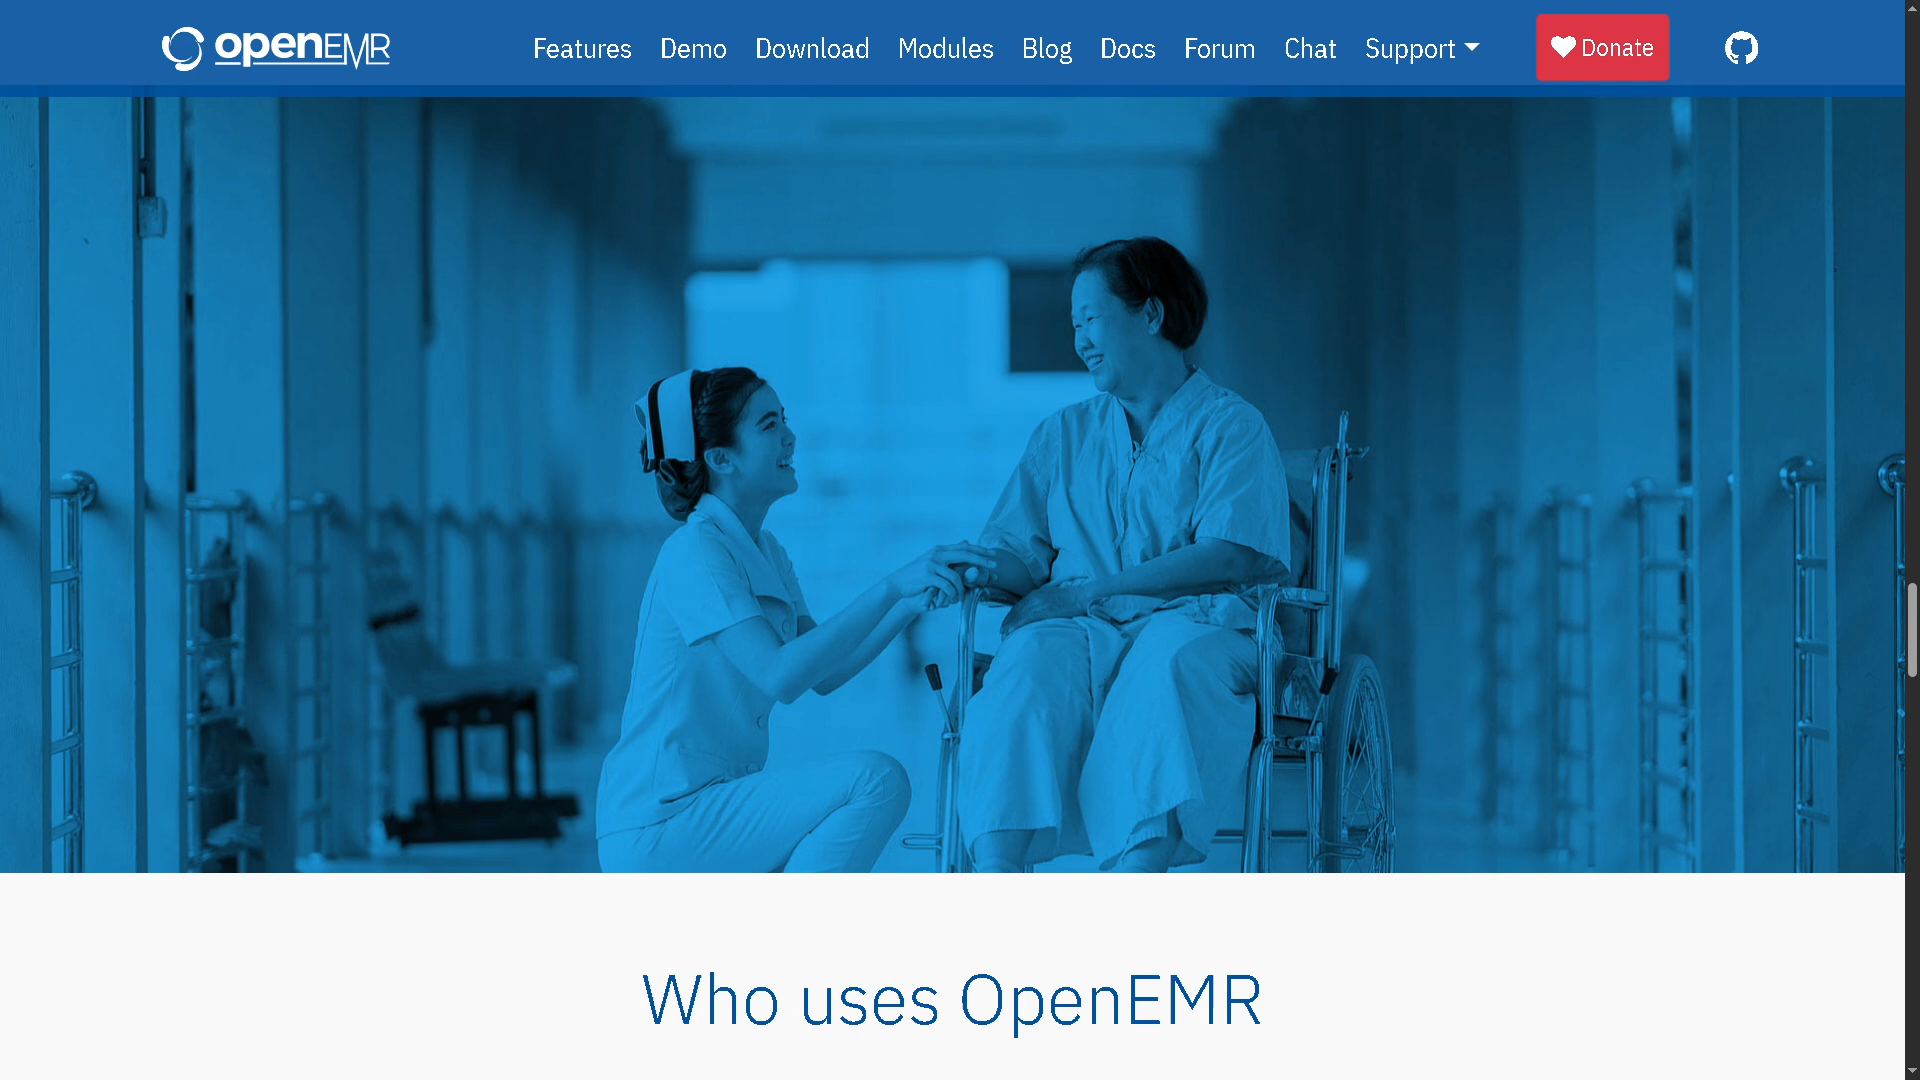 openEMR
Features
Demo
Download
Modules
Blog
Docs
Forum
Chat
Support
Donate
Who uses OpenEMR